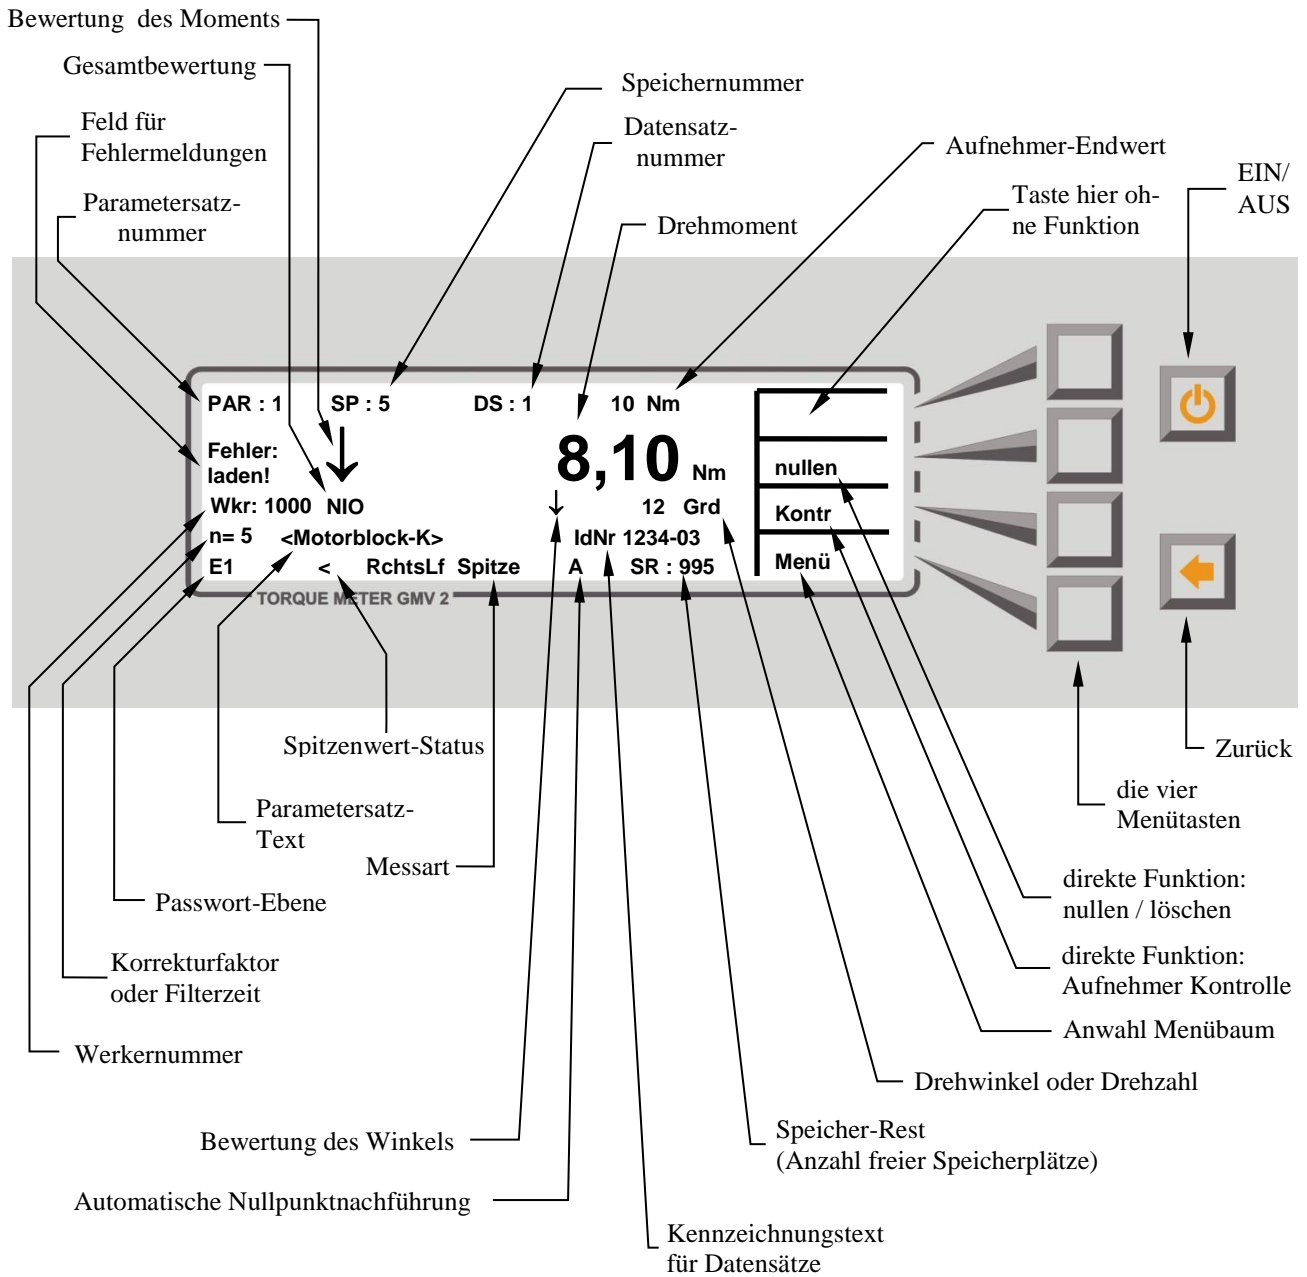 Bewertung des Moments
Gesamtbewertung
Feld für
Fehlermeldungen
Parametersatz-
nummer
Speichernummer
Datensatz-
nummer
Drehmoment
Aufnehmer-Endwert
Taste hier oh-
ne Funktion
EIN/
AUS
PAR : 1 SP : 5 DS : 1 10 Nm
Fehler:
laden!
8,10 Nm
nullen
Wkr: 1000 NIO 12 Grd
Kontr
n= 5 <Motorblock-K> IdNr 1234-03
E1 < RchtsLf Spitze A SR : 995
Menü
TORQUE METER GMV 2
Spitzenwert-Status
Zurück
Parametersatz-
Text
die vier
Menütasten
Messart
Passwort-Ebene
direkte Funktion:
nullen / löschen
Korrekturfaktor
oder Filterzeit
direkte Funktion:
Aufnehmer Kontrolle
Anwahl Menübaum
Werkernummer
Drehwinkel oder Drehzahl
Bewertung des Winkels
Speicher-Rest
(Anzahl freier Speicherplätze)
Automatische Nullpunktnachführung
Kennzeichnungstext
für Datensätze